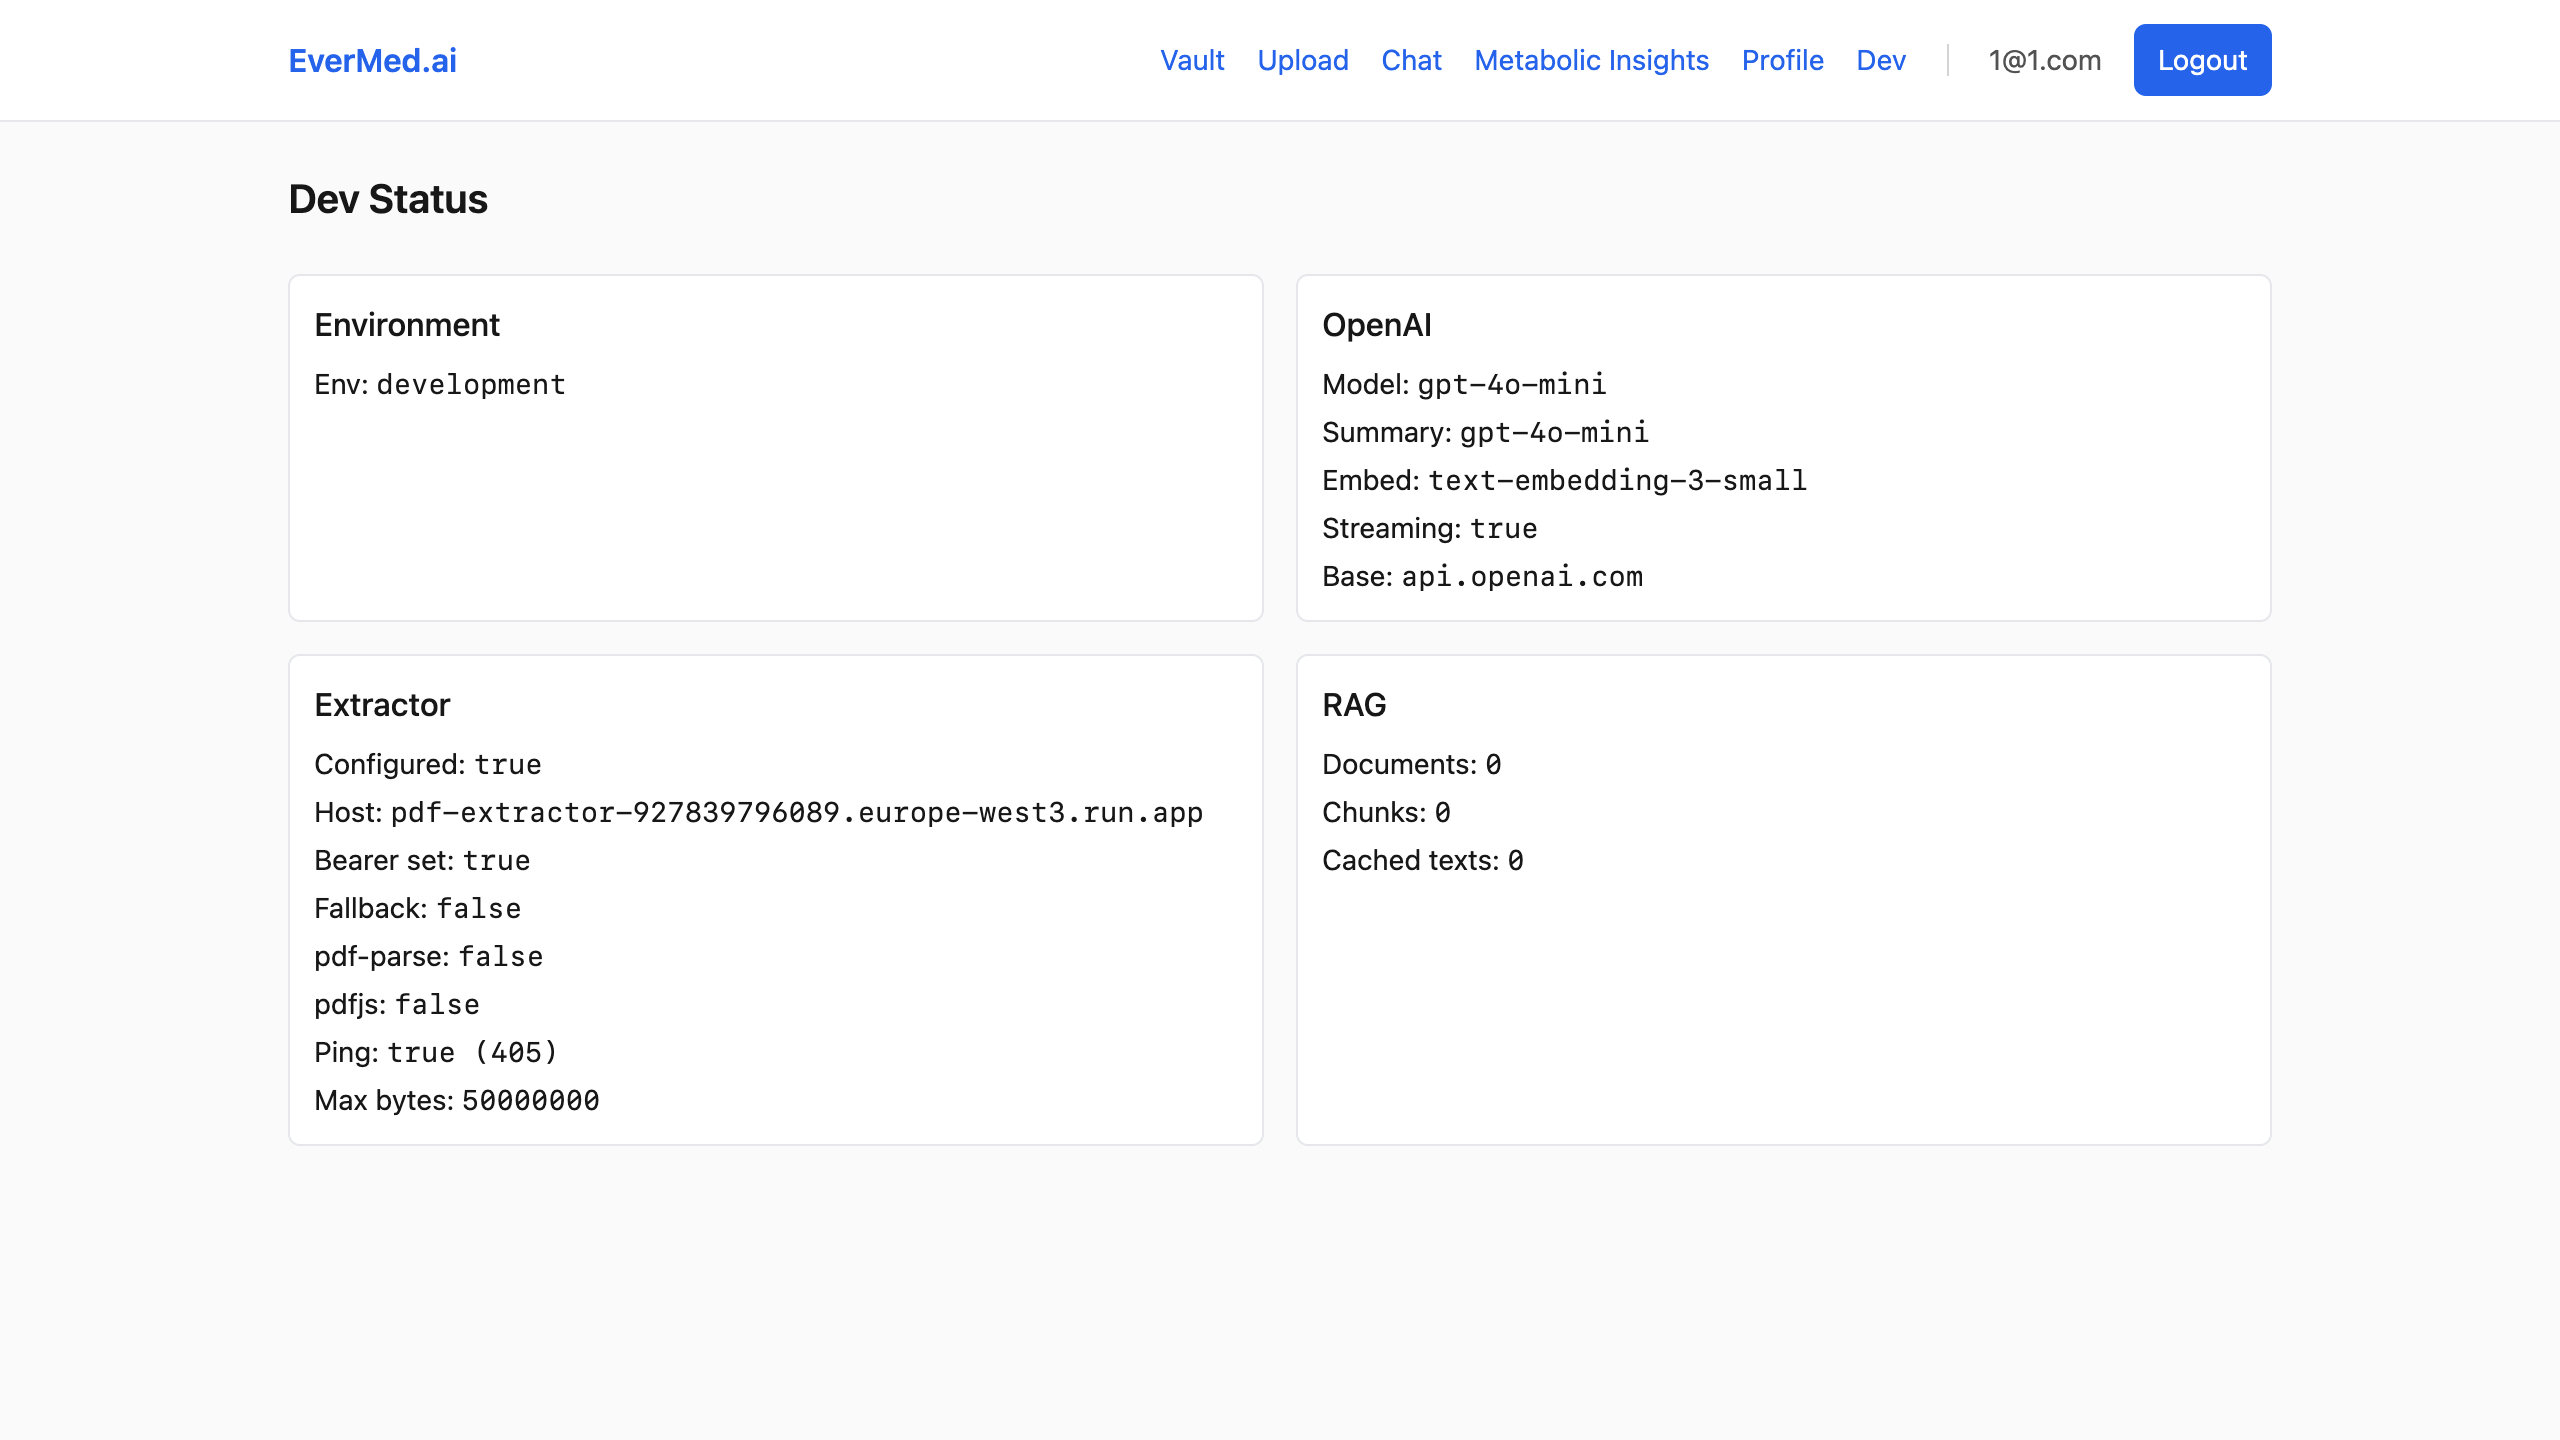 EverMed.ai
Vault Upload Chat Metabolic Insights Profile Dev 1@1.com Logout
Dev Status
Environment
Env: development
OpenAI
Model: gpt-4o-mini
Summary: gpt-4o-mini
Embed: text-embedding-3-small
Streaming: true
Base: api.openai.com
Extractor
Configured: true
Host: pdf-extractor-927839796089.europe-west3.run.app
Bearer set: true
Fallback: false
pdf-parse: false
pdfjs: false
Ping: true (405)
Max bytes: 50000000
RAG
Documents: 0
Chunks: 0
Cached texts: 0